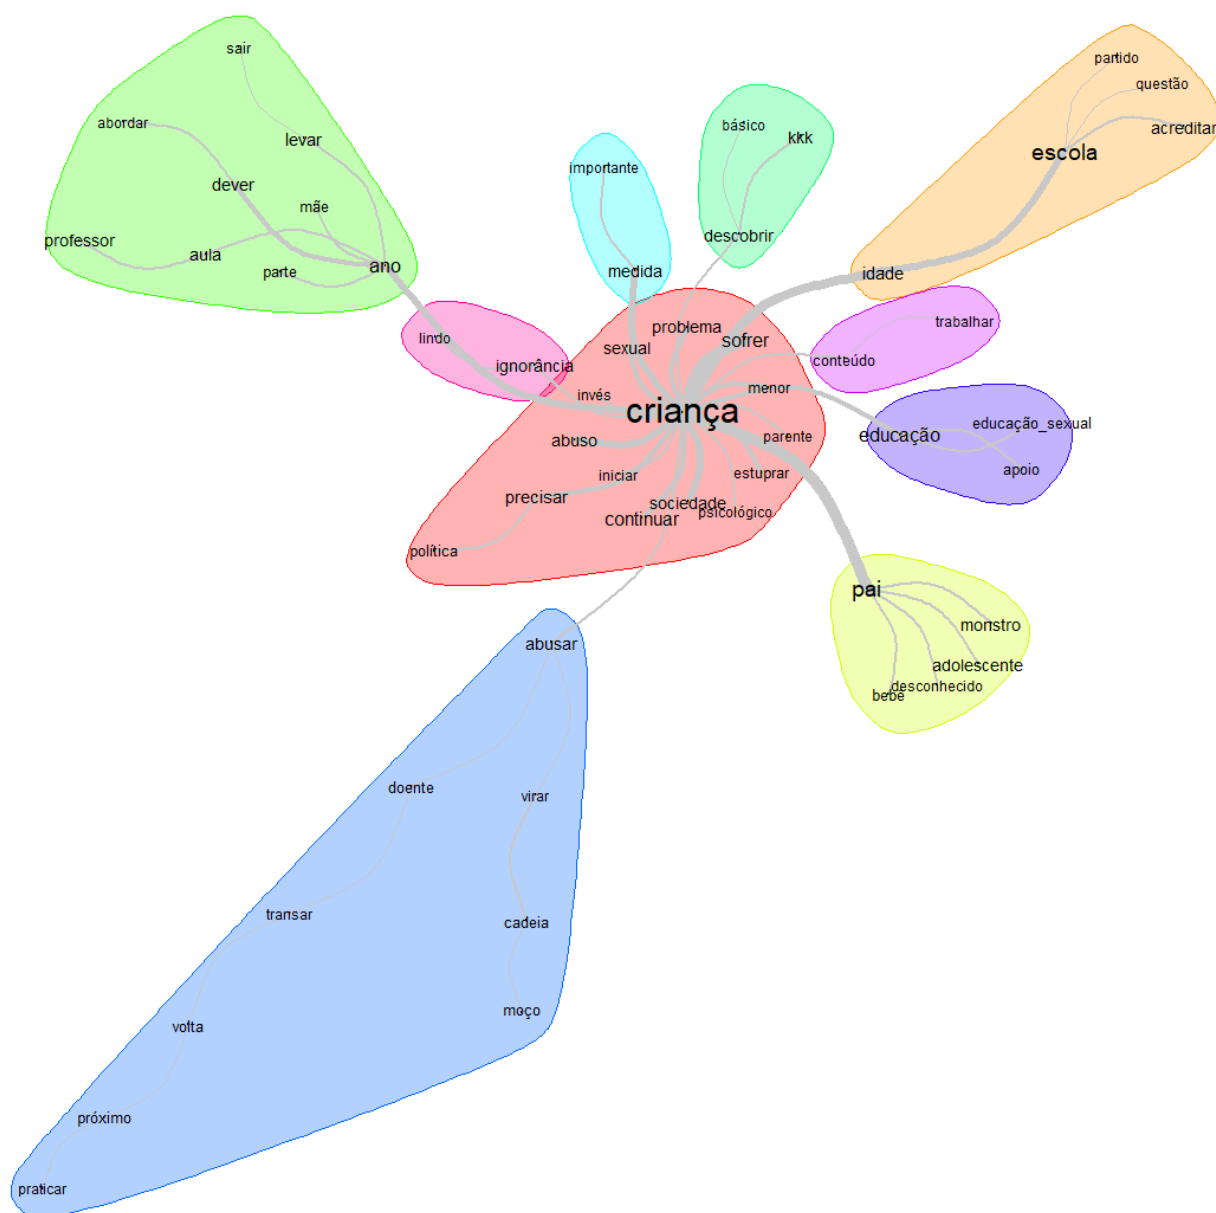 sair
partido
questão
abordar
básico
kkk
acreditar
levar
escola
importante
dever
mãe
descobrir
professor
aula
parte
ano
medida
idade
trabalhar
problema
lindo
sexual
sofrer
conteúdo
ignorância
menor
invés
criança
educação_sexual
abuso
parente
educação
apoio
iniciar
estuprar
precisar
sociedade
continuar
psicológico
política
pai
monstro
abusar
adolescente
desconhecido
bebê
doente
virar
transar
cadeia
moço
volta
próximo
praticar